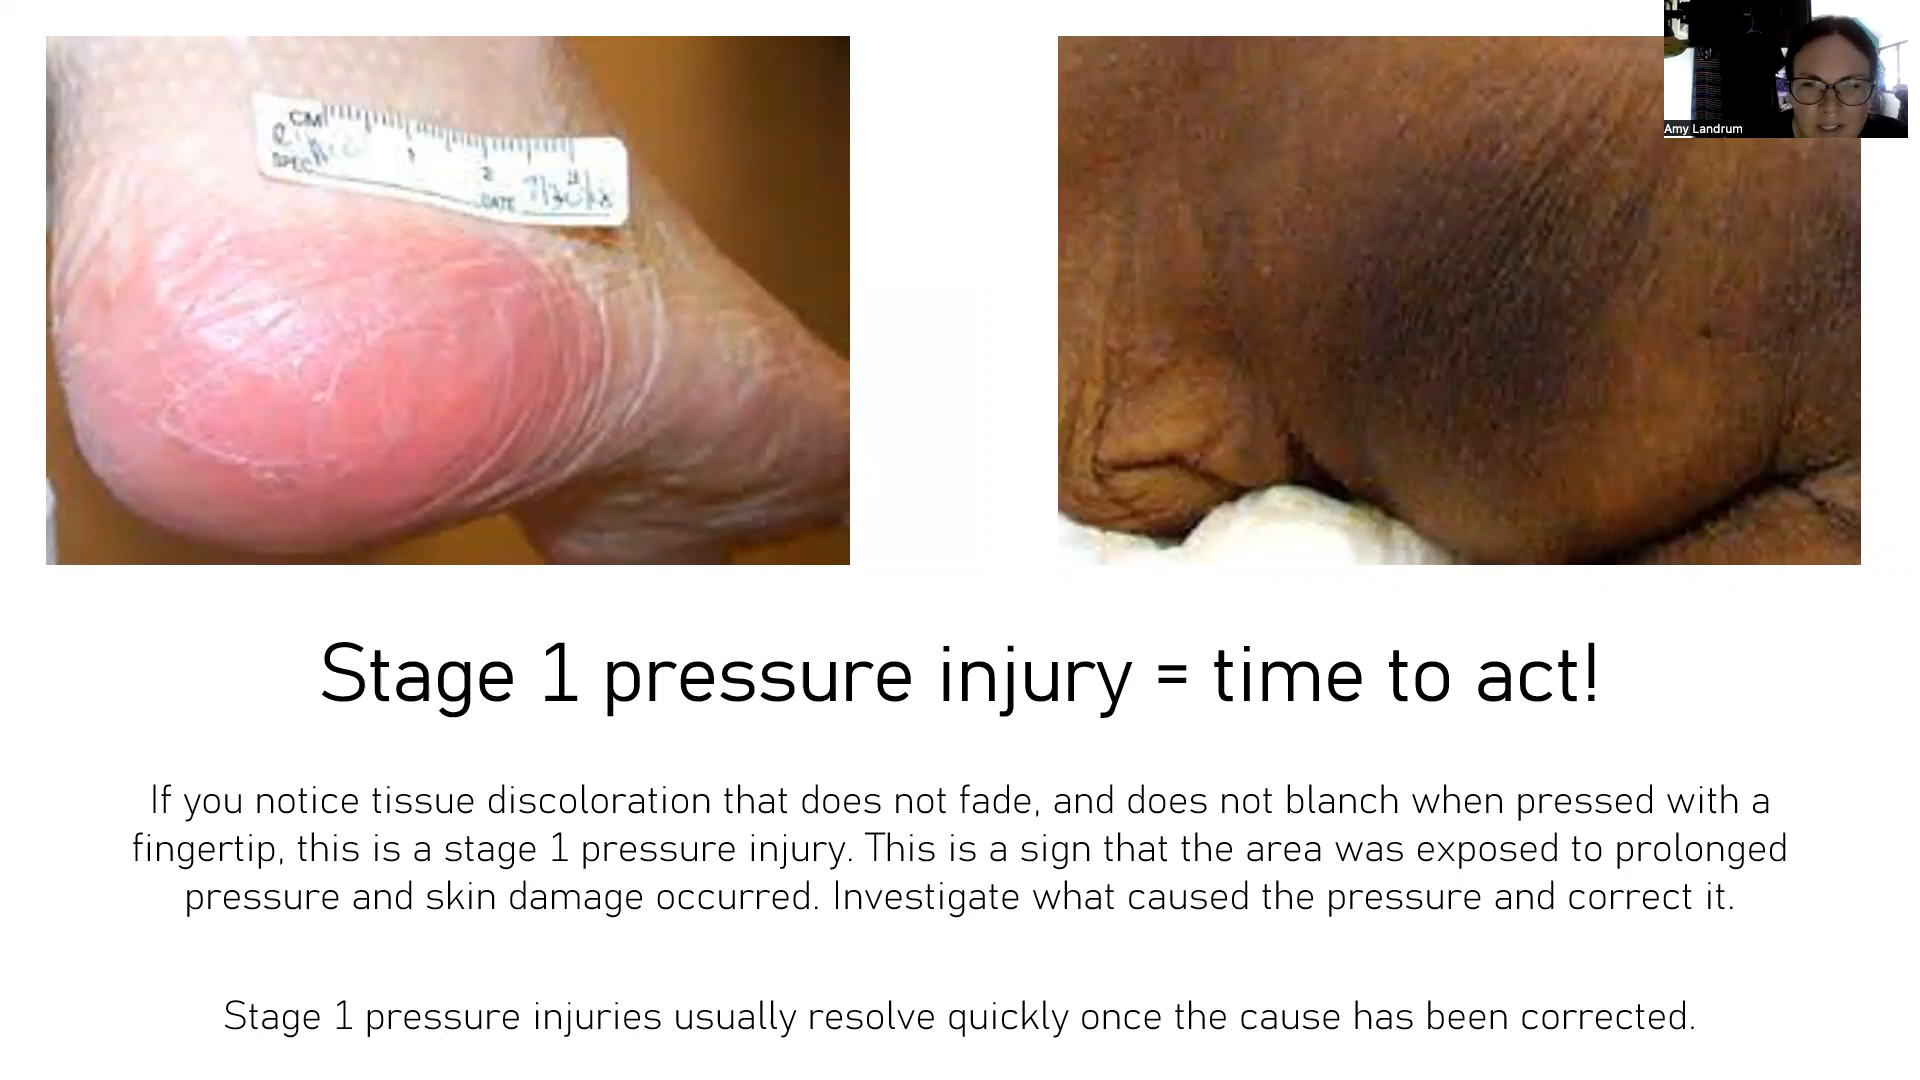 CM
1
2
SPEC
DATE
Amy Landrum
Stage 1 pressure injury = time to act!
If you notice tissue discoloration that does not fade, and does not blanch when pressed with a
fingertip, this is a stage 1 pressure injury. This is a sign that the area was exposed to prolonged
pressure and skin damage occurred. Investigate what caused the pressure and correct it.
Stage 1 pressure injuries usually resolve quickly once the cause has been corrected.